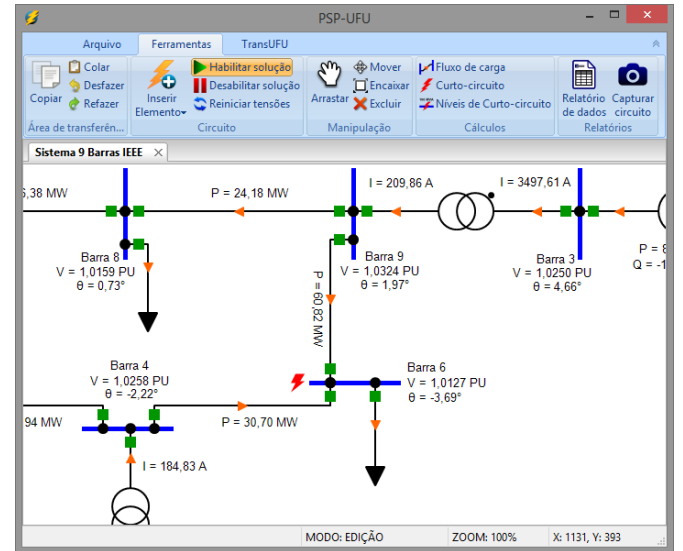 PSP-UFU
Arquivo Ferramentas TransUFU
Copiar
Colar
Desfazer
Refazer
Área de transferên...
Inserir
Elemento
Habilitar solução
Desabilitar solução
Reiniciar tensões
Circuito
Arrastar
Mover
Encaixar
Excluir
Manipulação
Fluxo de carga
Curto-circuito
Níveis de Curto-circuito
Cálculos
Relatório
de dados
Capturar
circuito
Relatórios
Sistema 9 Barras IEEE
,38 MW
P = 24,18 MW
I = 209,86 A
I = 3497,61 A
Barra 8
V = 1,0159 PU
θ = 0,73°
Barra 9
V = 1,0324 PU
θ = 1,97°
Barra 3
V = 1,0250 PU
θ = 4,66°
P = 8
Q = -1
P = 60,82 MW
Barra 4
V = 1,0258 PU
θ = -2,22°
Barra 6
V = 1,0127 PU
θ = -3,69°
94 MW
P = 30,70 MW
I = 184,83 A
MODO: EDIÇÃO ZOOM: 100% X: 1131, Y: 393